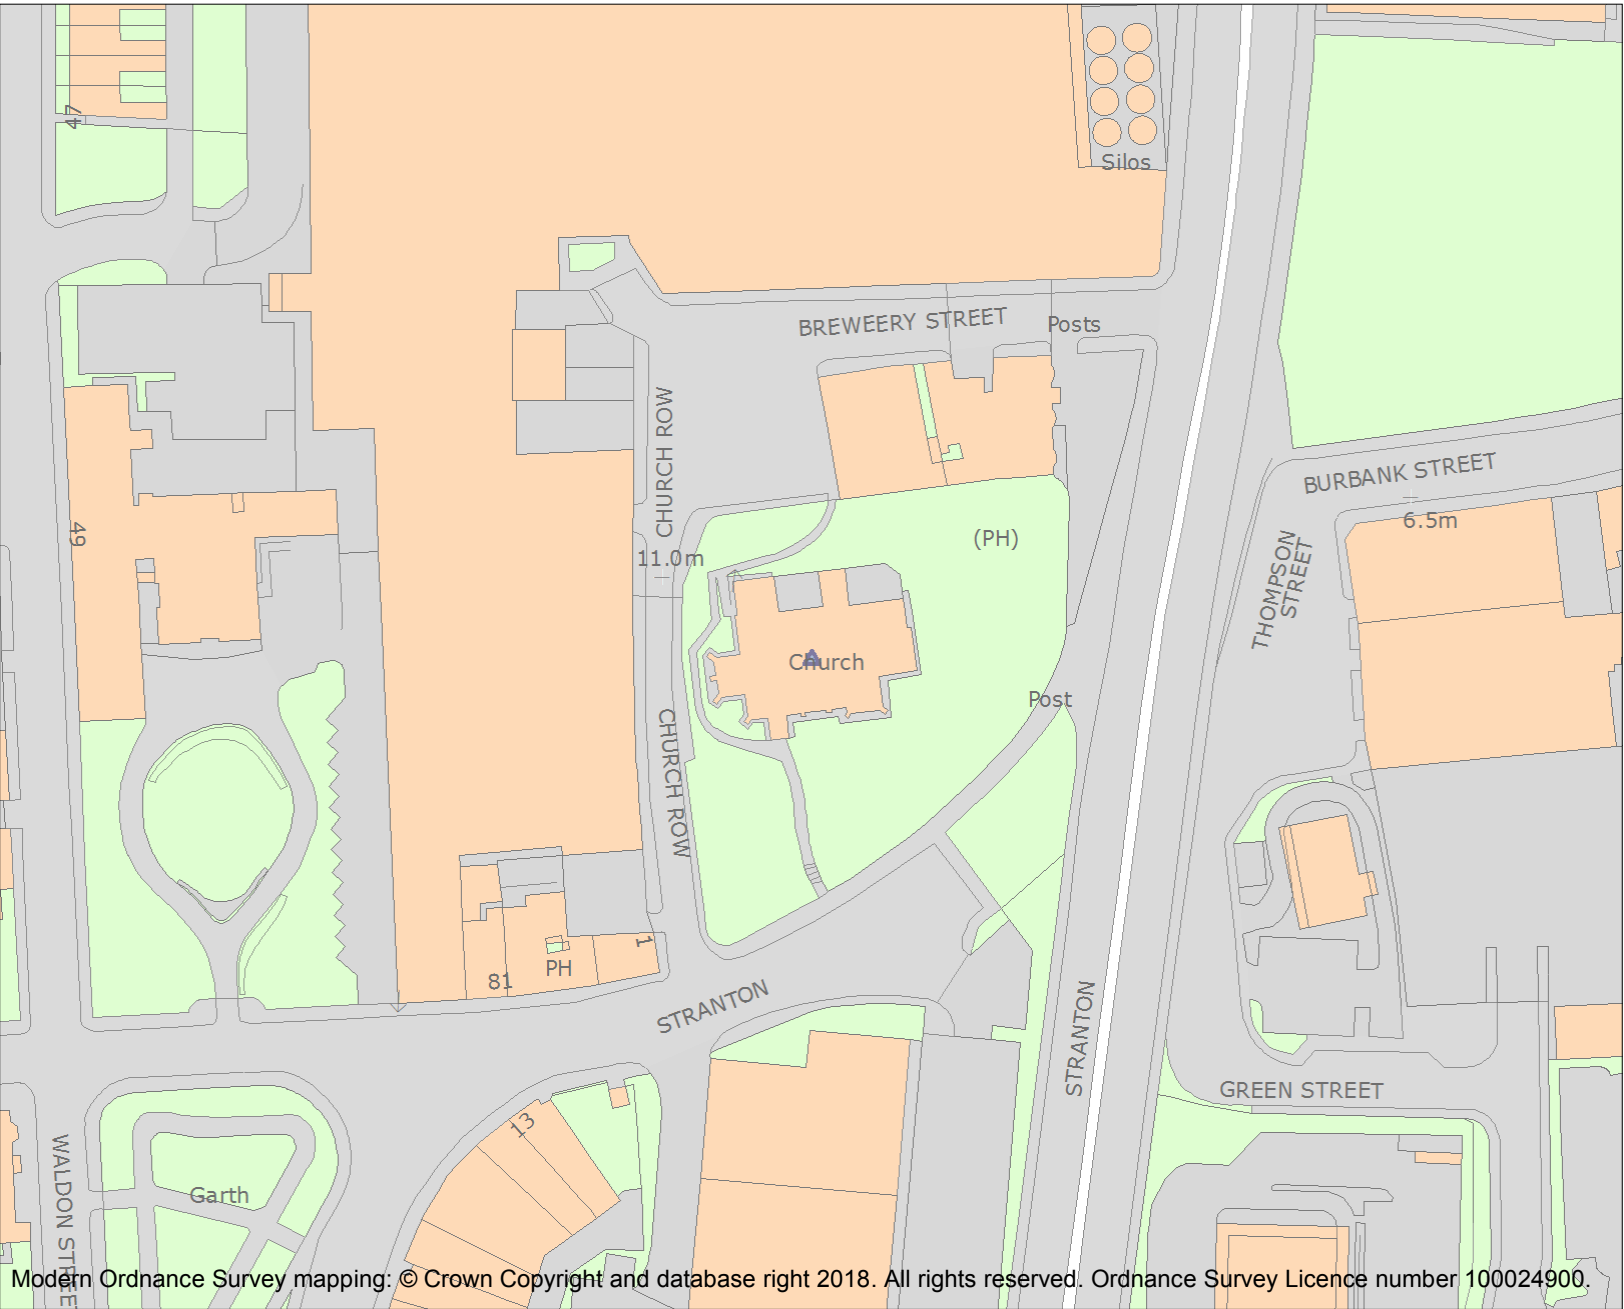 47
Silos
BREWEERY STREET
Posts
CHURCH ROW
BURBANK STREET
6.5m
49
(PH)
11.0m
THOMPSON
STREET
Church
Post
CHURCH ROW
1
PH
81
STRANTON
STRANTON
GREEN STREET
13
WALDON STREET
Garth
Modern Ordnance Survey mapping: © Crown Copyright and database right 2018. All rights reserved. Ordnance Survey Licence number 100024900.